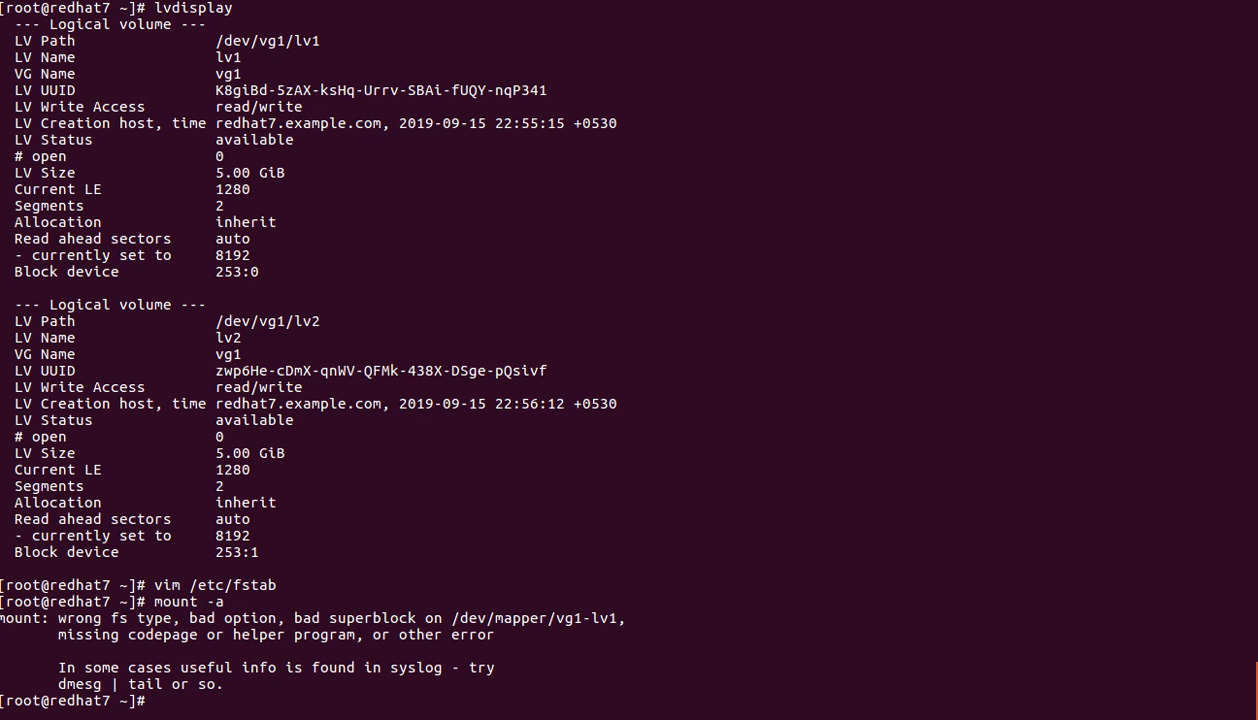 [root@redhat7 ~]# lvdisplay
  --- Logical volume ---
  LV Path                /dev/vg1/lv1
  LV Name                lv1
  VG Name                vg1
  LV UUID                K8giBd-5zAX-ksHq-Urrv-SBAi-fUQY-nqP341
  LV Write Access        read/write
  LV Creation host, time redhat7.example.com, 2019-09-15 22:55:15 +0530
  LV Status              available
  # open                 0
  LV Size                5.00 GiB
  Current LE             1280
  Segments               2
  Allocation             inherit
  Read ahead sectors     auto
  - currently set to     8192
  Block device           253:0

  --- Logical volume ---
  LV Path                /dev/vg1/lv2
  LV Name                lv2
  VG Name                vg1
  LV UUID                zwp6He-cDmX-qnWV-QFMk-438X-DSge-pQsivf
  LV Write Access        read/write
  LV Creation host, time redhat7.example.com, 2019-09-15 22:56:12 +0530
  LV Status              available
  # open                 0
  LV Size                5.00 GiB
  Current LE             1280
  Segments               2
  Allocation             inherit
  Read ahead sectors     auto
  - currently set to     8192
  Block device           253:1

[root@redhat7 ~]# vim /etc/fstab
[root@redhat7 ~]# mount -a
mount: wrong fs type, bad option, bad superblock on /dev/mapper/vg1-lv1,
       missing codepage or helper program, or other error

       In some cases useful info is found in syslog - try
       dmesg | tail or so.
[root@redhat7 ~]#